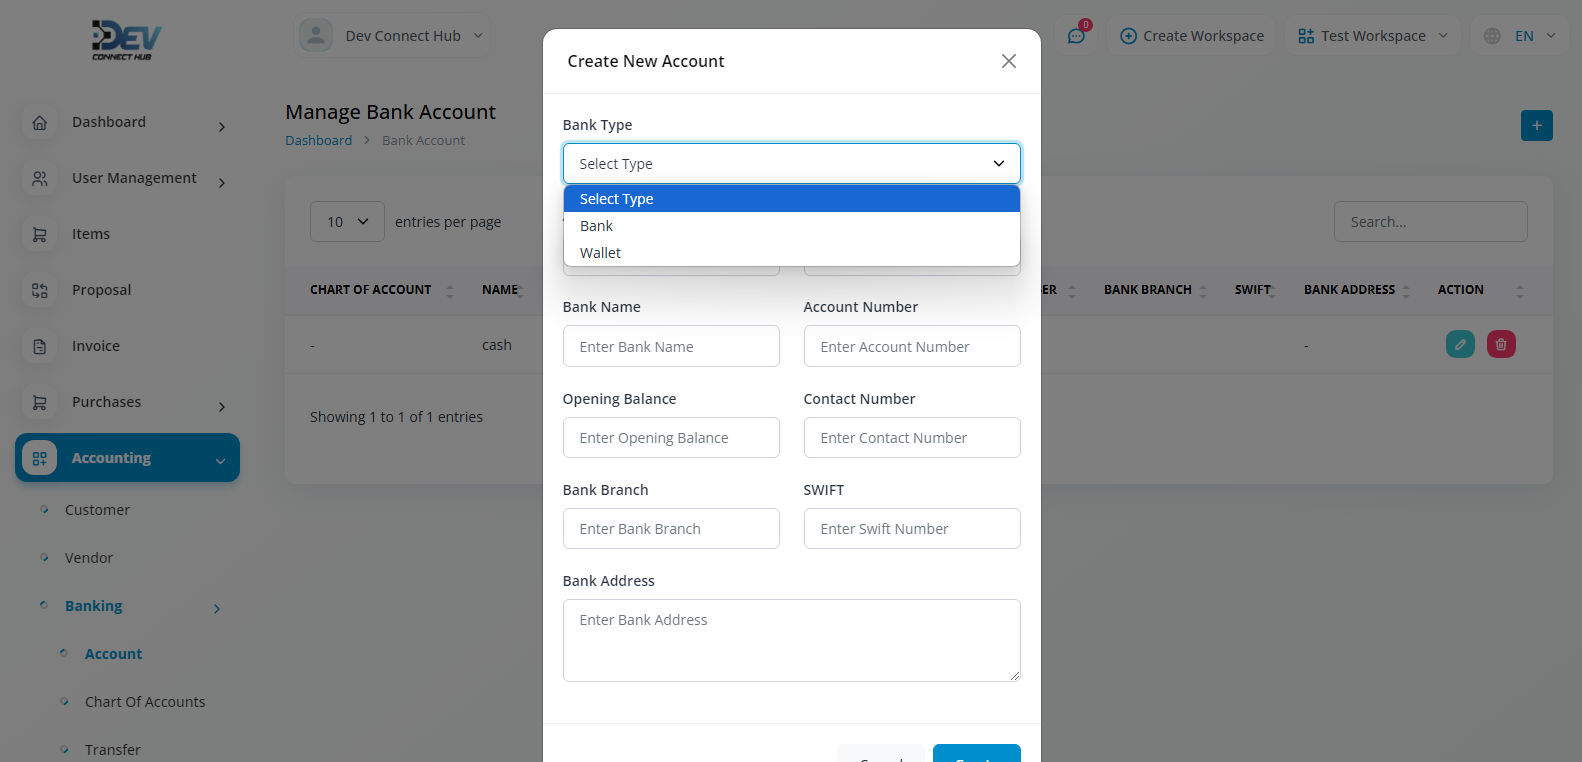 DEV
CONNECT HUB
Dev Connect Hub
0
Create Workspace
Test Workspace
EN
Create New Account
Manage Bank Account
Dashboard > Bank Account
Dashboard
User Management
Items
Proposal
Invoice
Purchases
Accounting
Customer
Vendor
Banking
Account
Chart Of Accounts
Transfer
Bank Type
Select Type
Select Type
Bank
Wallet
10 entries per page
Search...
CHART OF ACCOUNT NAME BANK BRANCH SWIFT BANK ADDRESS ACTION
- cash -
Showing 1 to 1 of 1 entries
Bank Name Account Number
Enter Bank Name Enter Account Number
Opening Balance Contact Number
Enter Opening Balance Enter Contact Number
Bank Branch SWIFT
Enter Bank Branch Enter Swift Number
Bank Address
Enter Bank Address